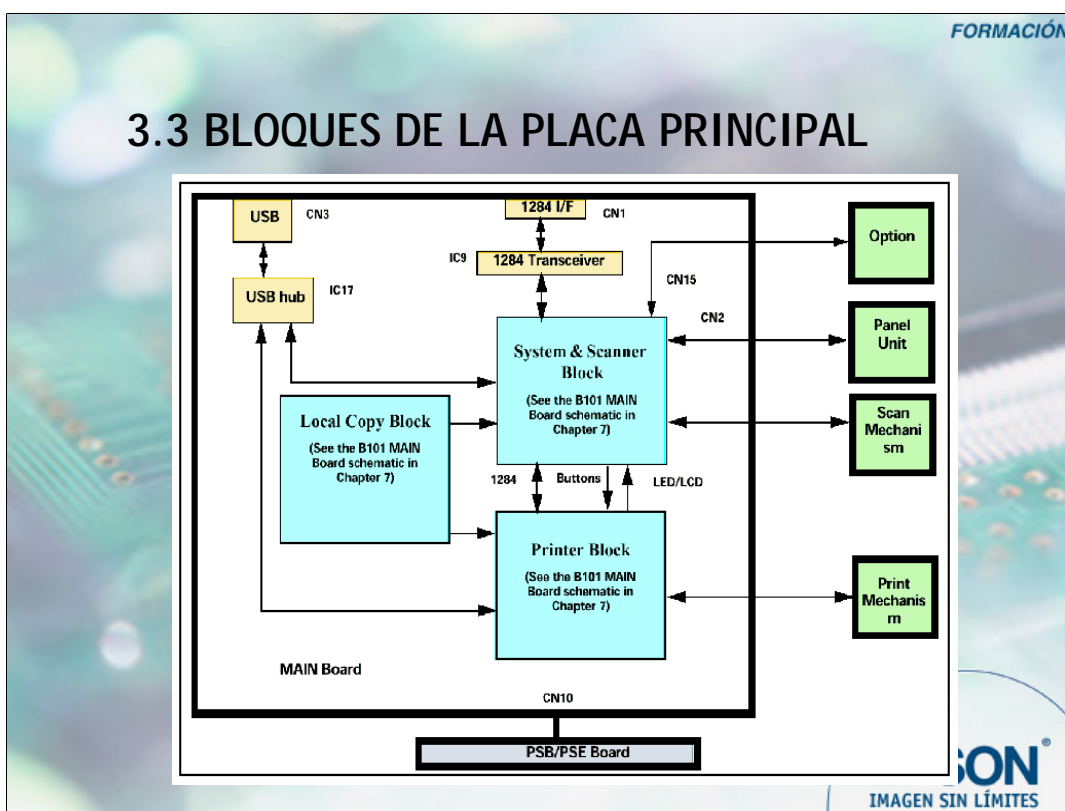 FORMACIÓN
3.3 BLOQUES DE LA PLACA PRINCIPAL
USB
CN3
1284 I/F
CN1
IC9
1284 Transceiver
USB hub
IC17
CN15
Option
CN2
Panel
Unit
System & Scanner
Block
(See the B101 MAIN
Board schematic in
Chapter 7)
Scan
Mechani
sm
Local Copy Block
(See the B101 MAIN
Board schematic in
Chapter 7)
1284
Buttons
LED/LCD
Printer Block
(See the B101 MAIN
Board schematic in
Chapter 7)
Print
Mechanis
m
MAIN Board
CN10
PSB/PSE Board
SON®
IMAGEN SIN LÍMITES